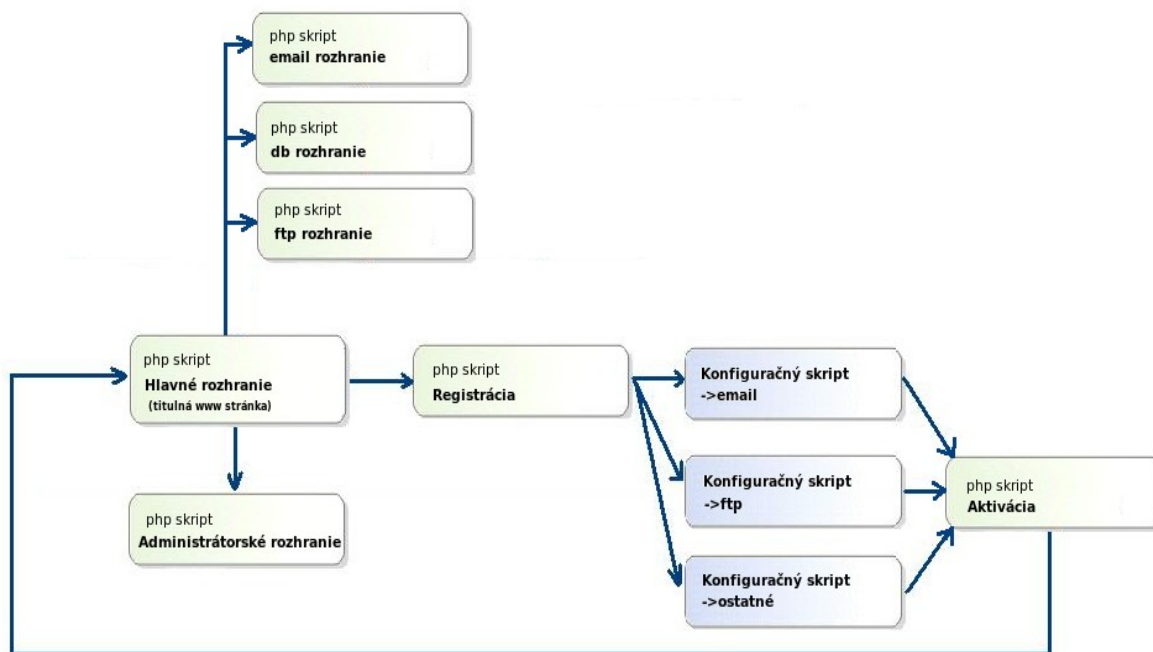 php skript
email rozhranie
php skript
db rozhranie
php skript
ftp rozhranie
php skript
Hlavné rozhranie
(titulná www stránka)
php skript
Registrácia
Konfiguračný skript
->email
Konfiguračný skript
->ftp
Konfiguračný skript
->ostatné
php skript
Aktivácia
php skript
Administrátorské rozhranie